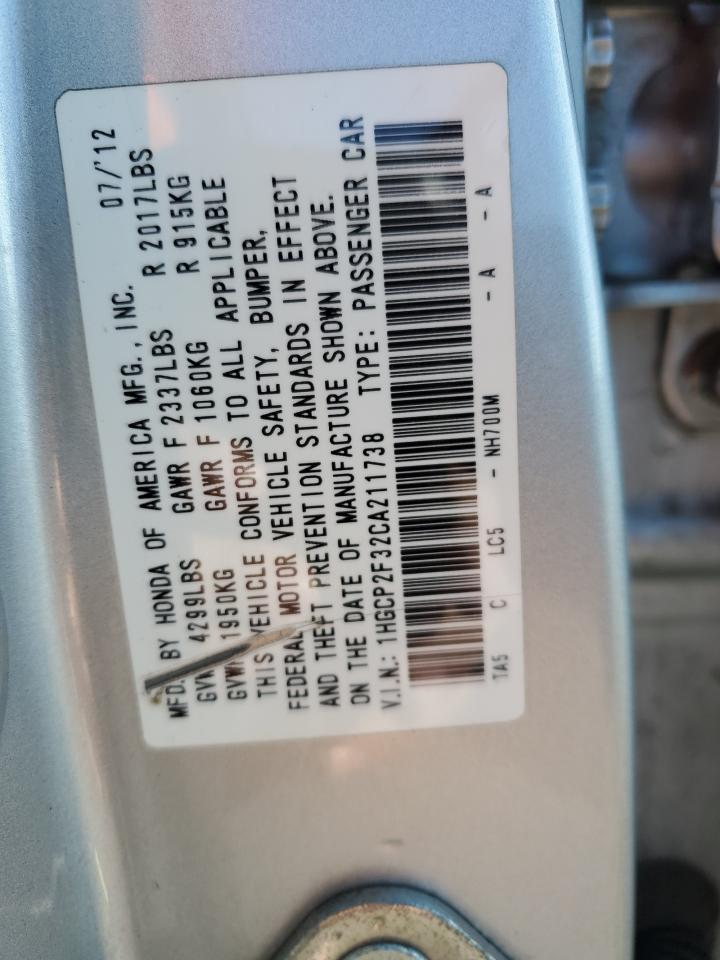 MFD. BY HONDA OF AMERICA MFG., INC. 07/'12
4299LBS GAWR F 2337LBS R 2017LBS
1950KG GAWR F 1060KG R 915KG
THIS VEHICLE CONFORMS TO ALL APPLICABLE
FEDERAL MOTOR VEHICLE SAFETY, BUMPER,
AND THEFT PREVENTION STANDARDS IN EFFECT
ON THE DATE OF MANUFACTURE SHOWN ABOVE.
V.I.N.: 1HGCP2F32CA211738 TYPE: PASSENGER CAR
TA5 C LC5 - NH700M - A - A